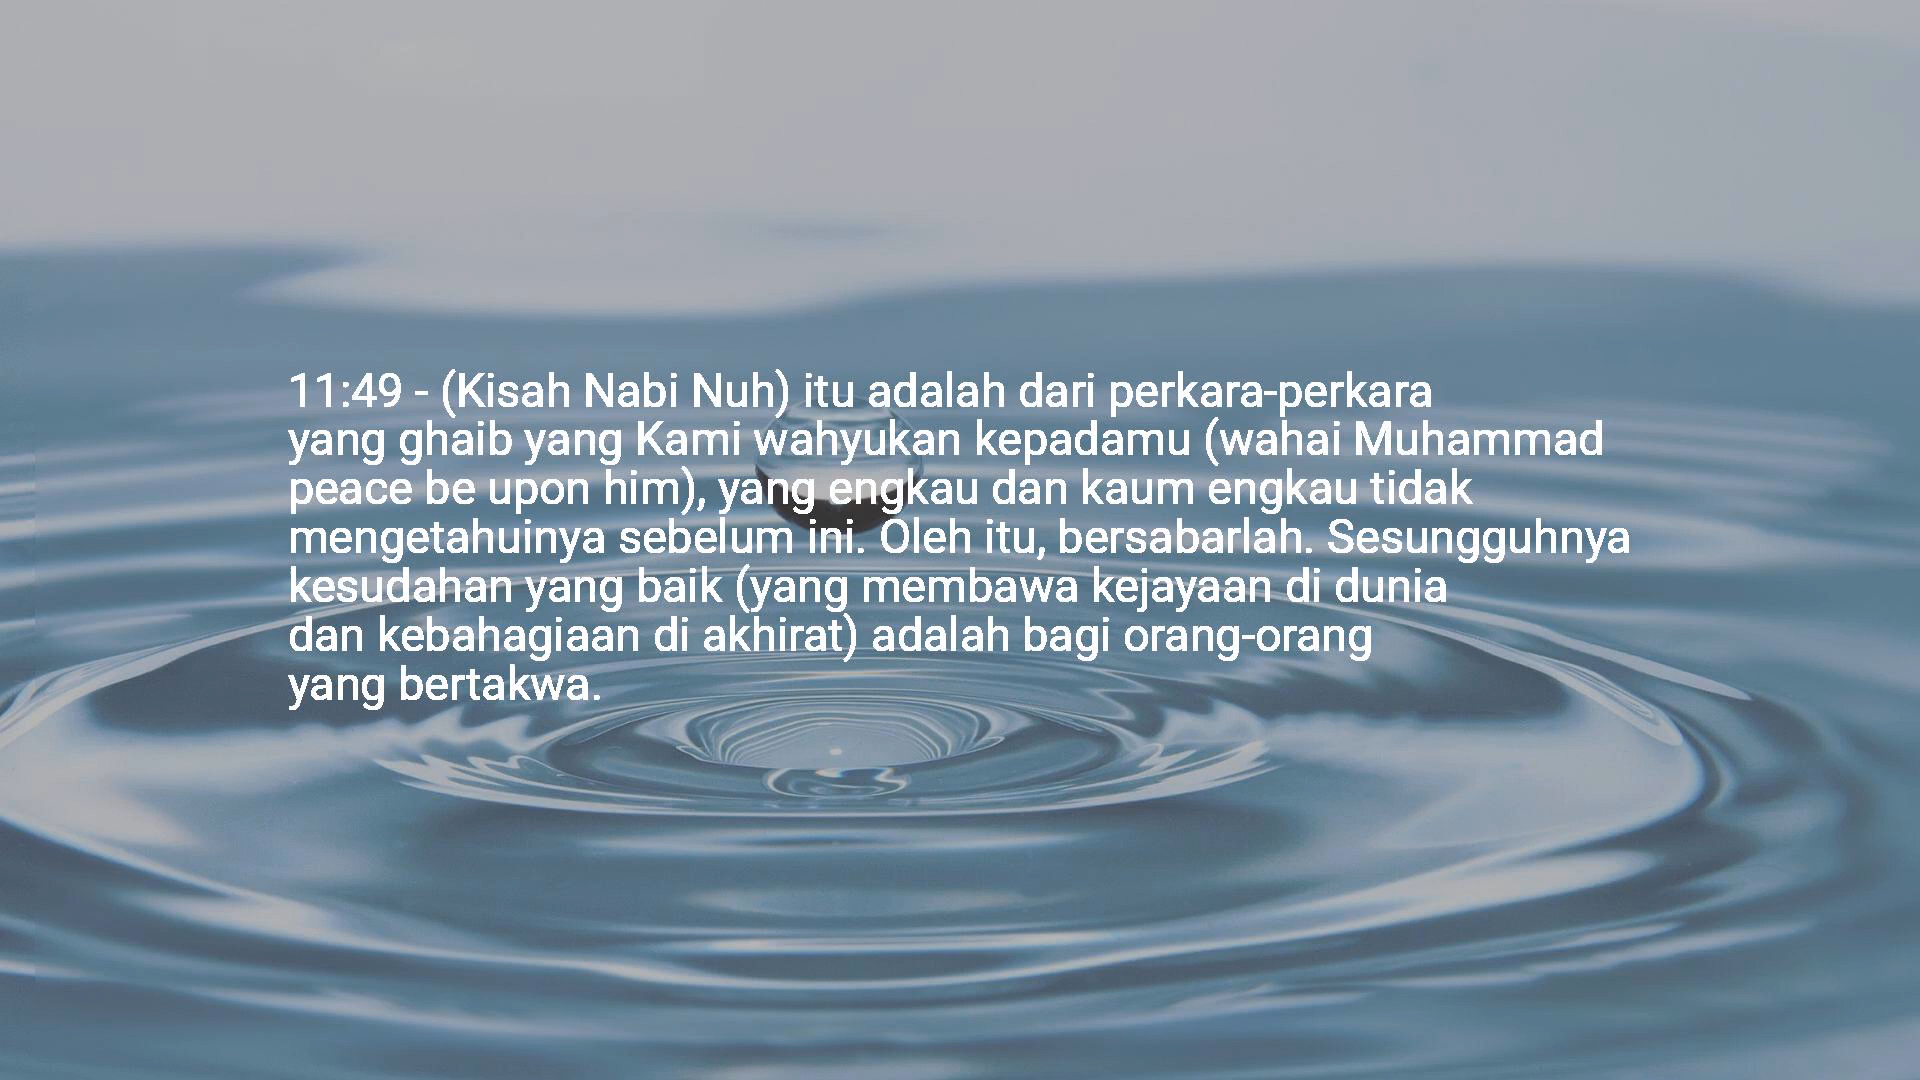 11:49 - (Kisah Nabi Nuh) itu adalah dari perkara-perkara
yang ghaib yang Kami wahyukan kepadamu (wahai Muhammad
peace be upon him), yang engkau dan kaum engkau tidak
mengetahuinya sebelum ini. Oleh itu, bersabarlah. Sesungguhnya
kesudahan yang baik (yang membawa kejayaan di dunia
dan kebahagiaan di akhirat) adalah bagi orang-orang
yang bertakwa.